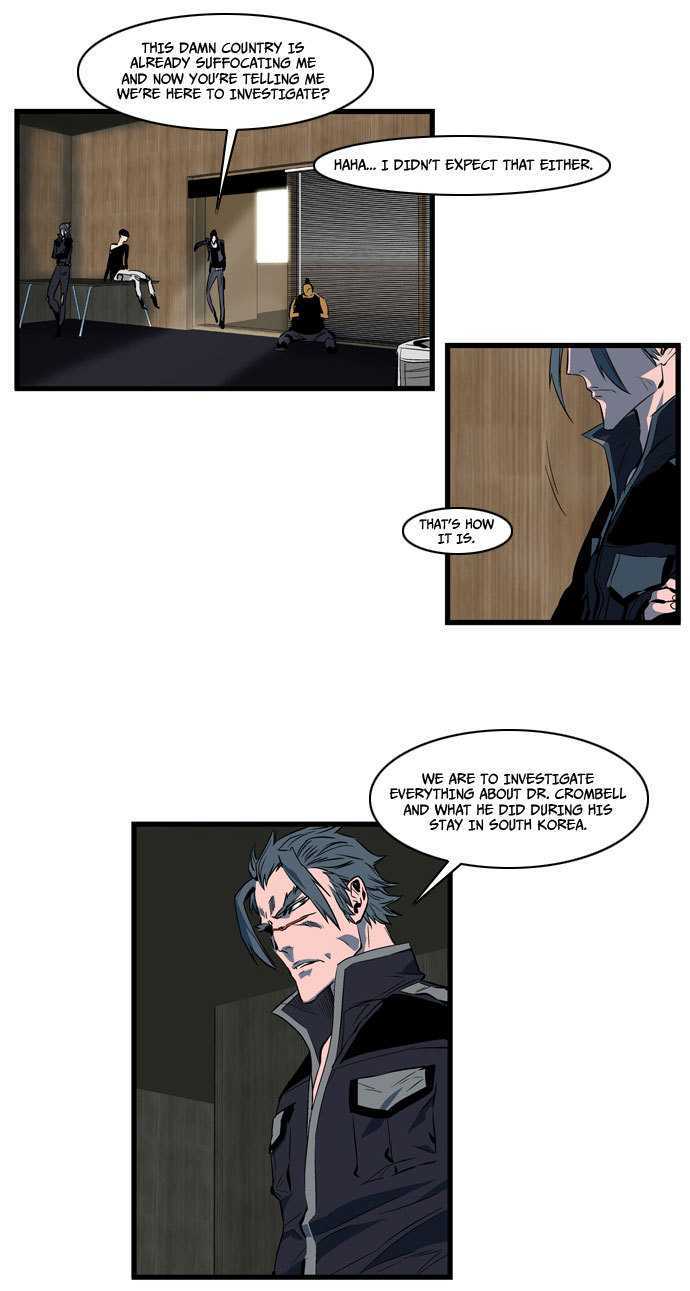 THIS DAMN COUNTRY IS
ALREADY SUFFOCATING ME
AND NOW YOU'RE TELLING ME
WE'RE HERE TO INVESTIGATE?
HAHA... I DIDN'T EXPECT THAT EITHER.
THAT'S HOW
IT IS.
WE ARE TO INVESTIGATE
EVERYTHING ABOUT DR. CROMBELL
AND WHAT HE DID DURING HIS
STAY IN SOUTH KOREA.